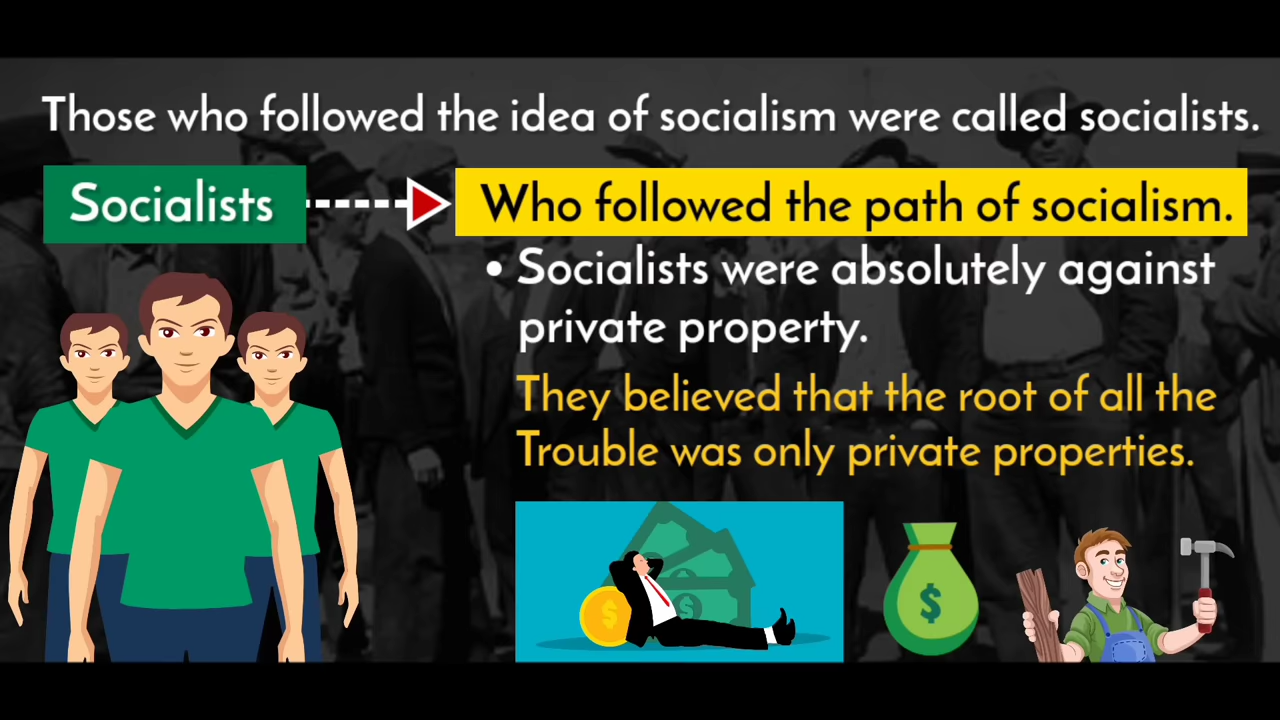 Those who followed the idea of socialism were called socialists.
Socialists
Who followed the path of socialism.
• Socialists were absolutely against
private property.
They believed that the root of all the
Trouble was only private properties.
$
$
$